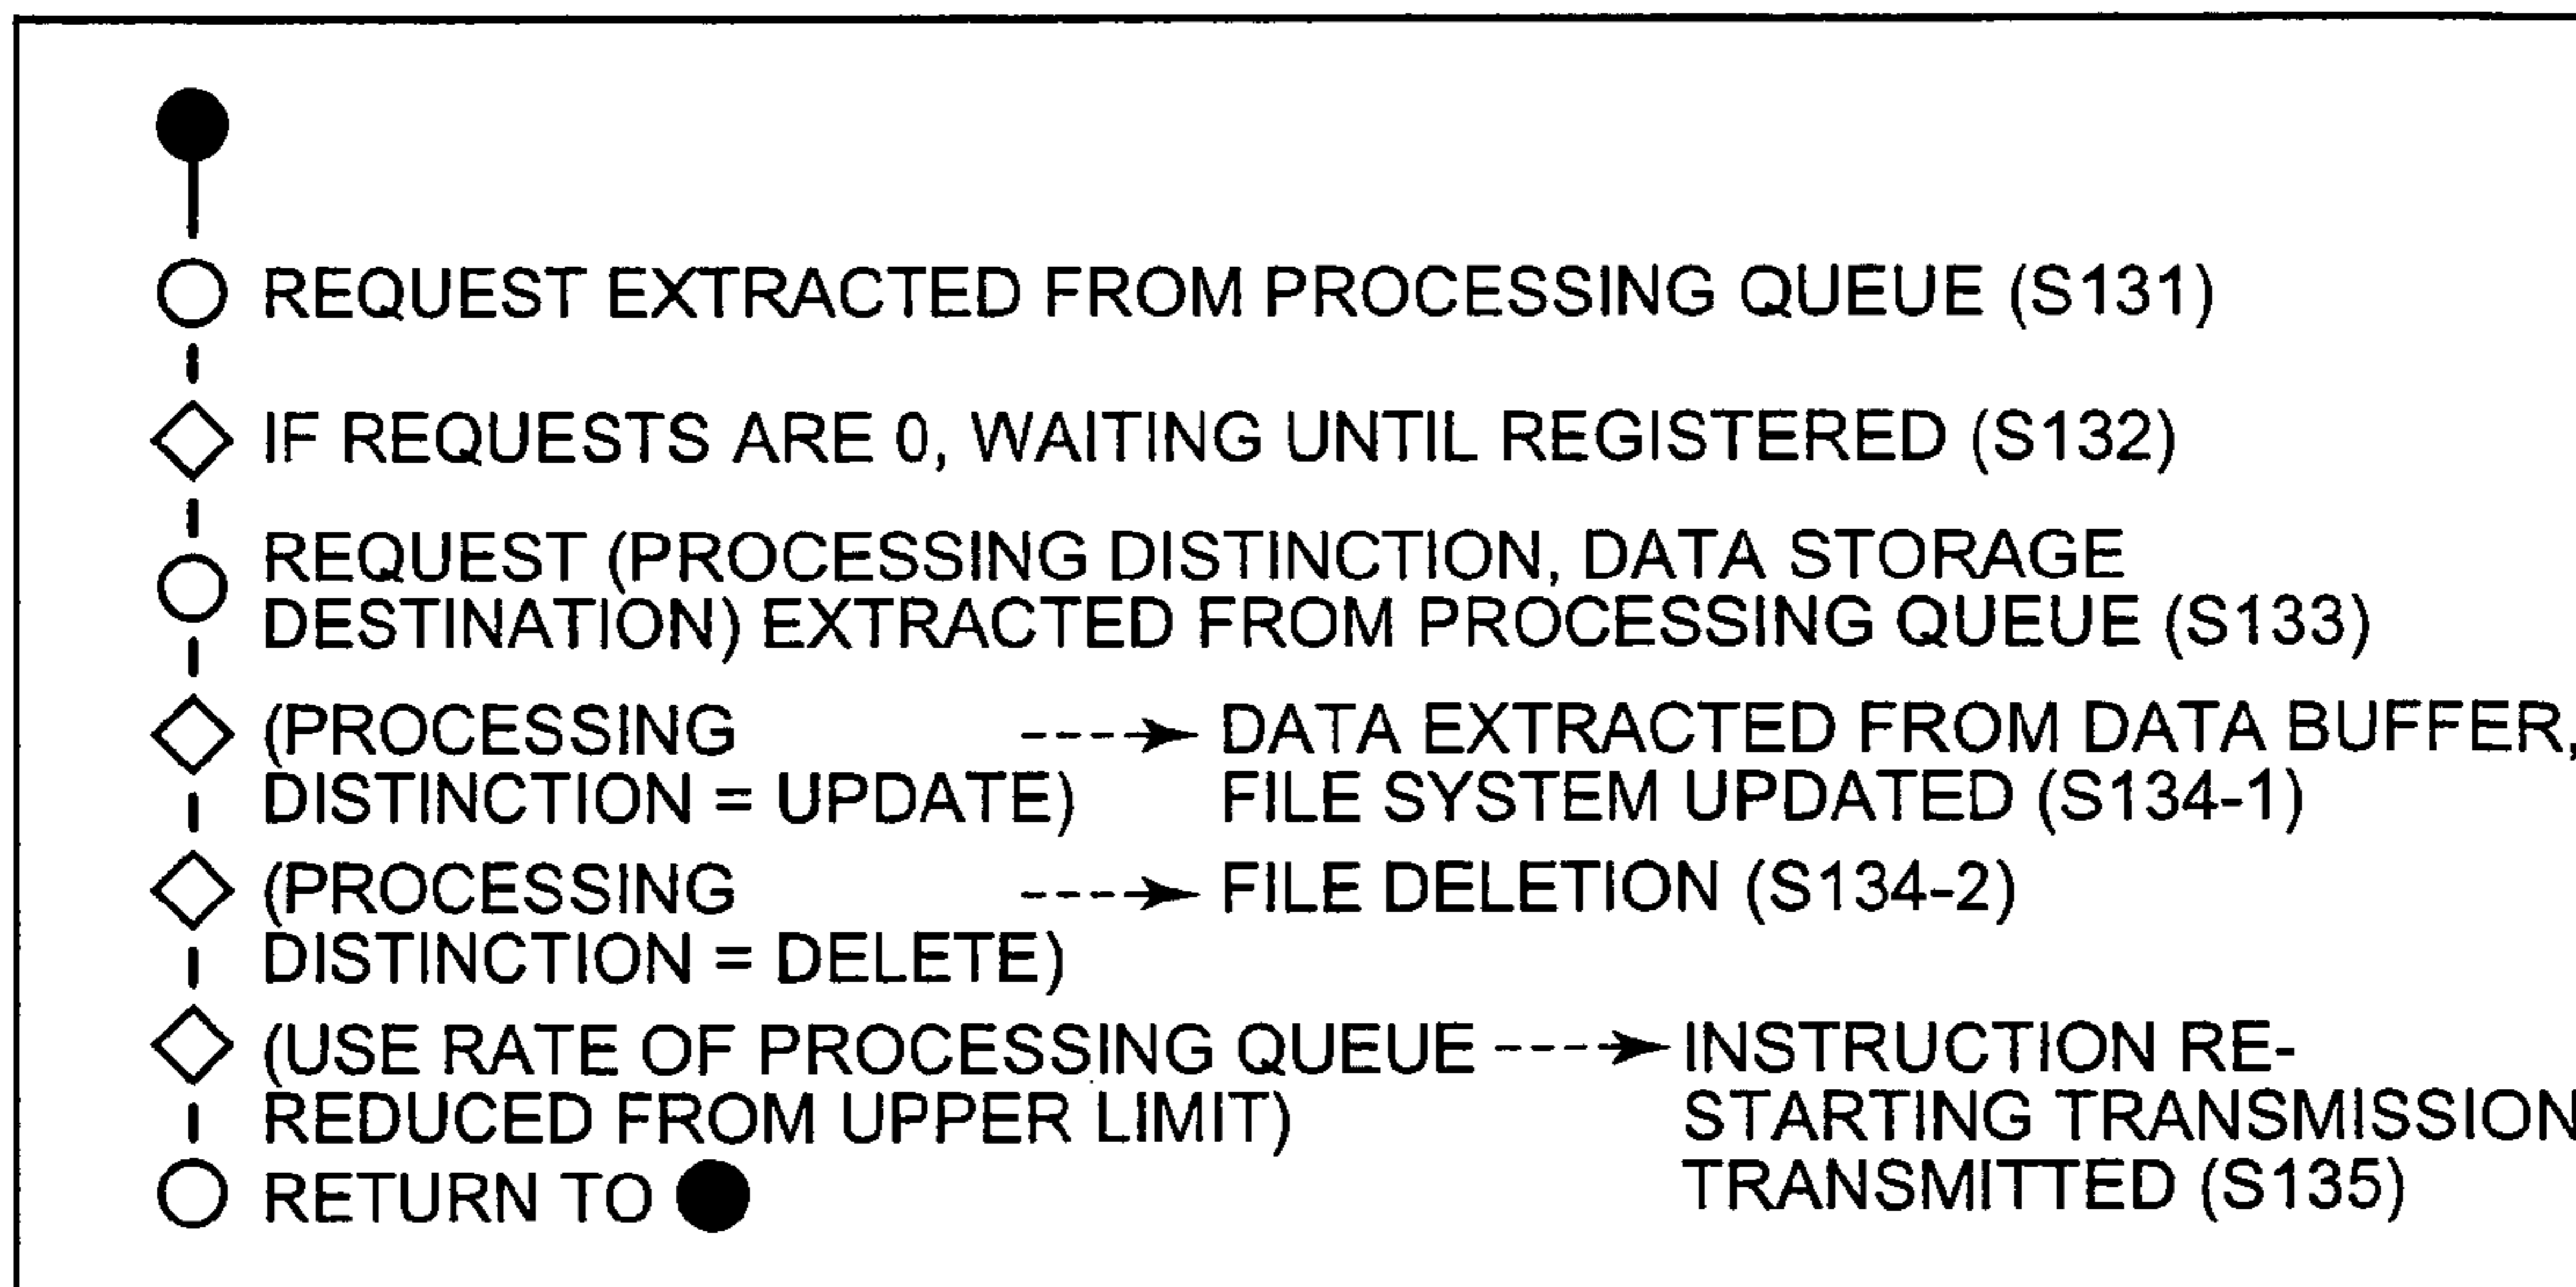 REQUEST EXTRACTED FROM PROCESSING QUEUE (S131)
IF REQUESTS ARE 0, WAITING UNTIL REGISTERED (S132)
REQUEST (PROCESSING DISTINCTION, DATA STORAGE
DESTINATION) EXTRACTED FROM PROCESSING QUEUE (S133)
(PROCESSING DATA EXTRACTED FROM DATA BUFFER,
DISTINCTION = UPDATE) FILE SYSTEM UPDATED (S134-1)
(PROCESSING FILE DELETION (S134-2)
DISTINCTION = DELETE)
(USE RATE OF PROCESSING QUEUE INSTRUCTION RE-
REDUCED FROM UPPER LIMIT) STARTING TRANSMISSION
TRANSMITTED (S135)
RETURN TO